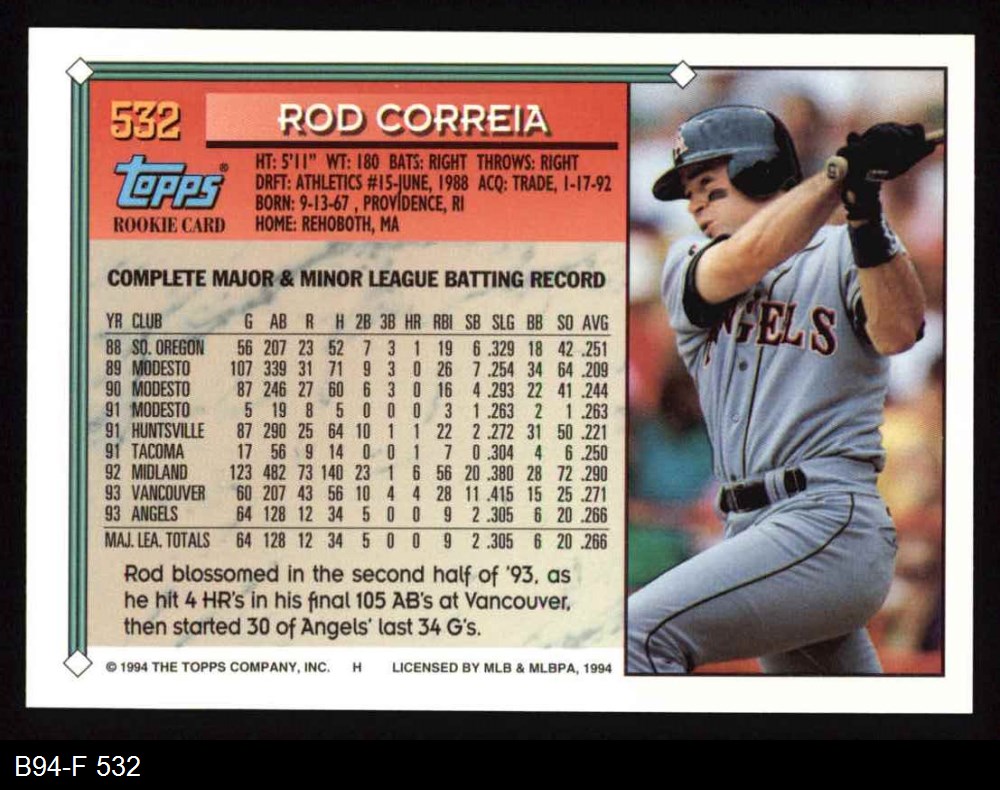 532
ROD CORREIA
Topps®
ROOKIE CARD
HT: 5'11" WT: 180 BATS: RIGHT THROWS: RIGHT
DRFT: ATHLETICS #15-JUNE, 1988 ACQ: TRADE, 1-17-92
BORN: 9-13-67 , PROVIDENCE, RI
HOME: REHOBOTH, MA
COMPLETE MAJOR & MINOR LEAGUE BATTING RECORD
YR CLUB G AB R H 2B 3B HR RBI SB SLG BB SO AVG
88 SO. OREGON 56 207 23 52 7 3 1 19 6 .329 18 42 .251
89 MODESTO 107 339 31 71 9 3 0 26 7 .254 34 64 .209
90 MODESTO 87 246 27 60 6 3 0 16 4 .293 22 41 .244
91 MODESTO 5 19 8 5 0 0 0 3 1 .263 2 1 .263
91 HUNTSVILLE 87 290 25 64 10 1 1 22 2 .272 31 50 .221
91 TACOMA 17 56 9 14 0 0 1 7 0 .304 4 6 .250
92 MIDLAND 123 482 73 140 23 1 6 56 20 .380 28 72 .290
93 VANCOUVER 60 207 43 56 10 4 4 28 11 .415 15 25 .271
93 ANGELS 64 128 12 34 5 0 0 9 2 .305 6 20 .266
MAJ. LEA. TOTALS 64 128 12 34 5 0 0 9 2 .305 6 20 .266
Rod blossomed in the second half of '93, as
he hit 4 HR's in his final 105 AB's at Vancouver,
then started 30 of Angels' last 34 G's.
© 1994 THE TOPPS COMPANY, INC. H LICENSED BY MLB & MLBPA, 1994
ANGELS
B94-F 532